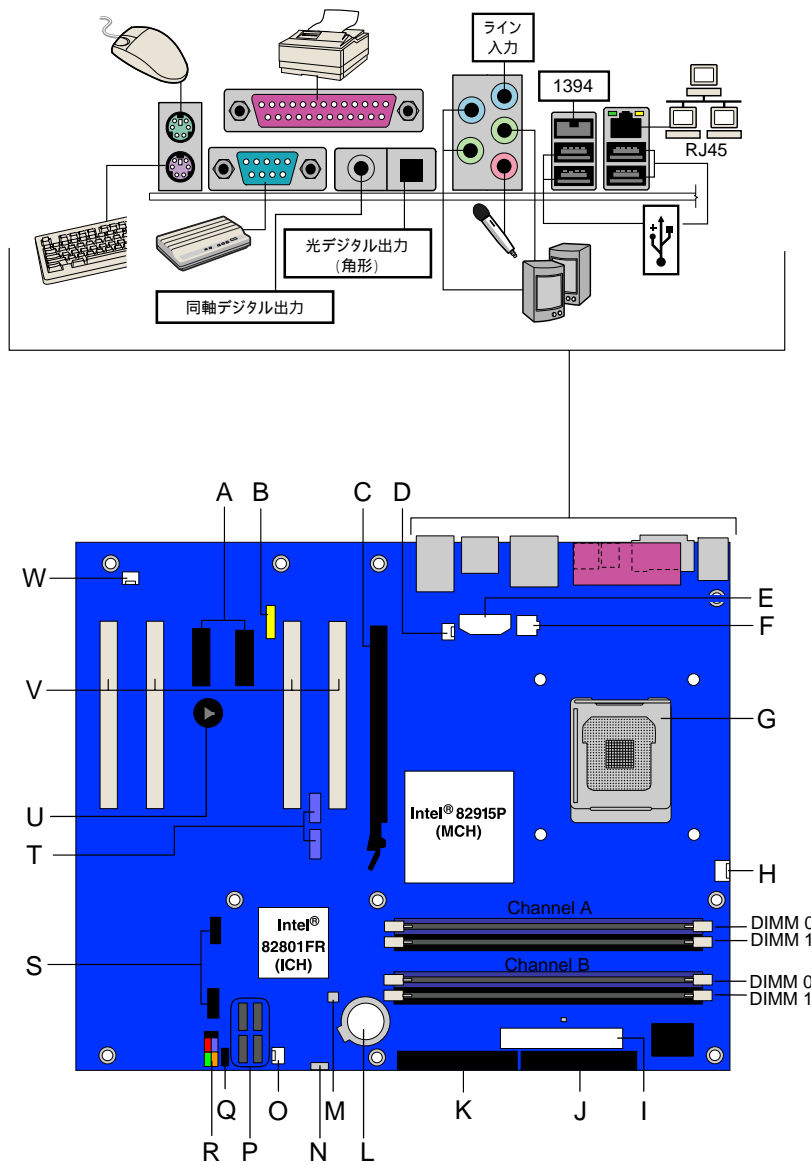 ライン
入力
1394
RJ45
光デジタル出力
(角形)
同軸デジタル出力
A
B
C
D
W
E
F
V
G
Intel® 82915P
(MCH)
U
T
H
Channel A
DIMM 0
DIMM 1
Intel®
82801FR
(ICH)
S
Channel B
DIMM 0
DIMM 1
R
Q
P
O
N
M
L
K
J
I